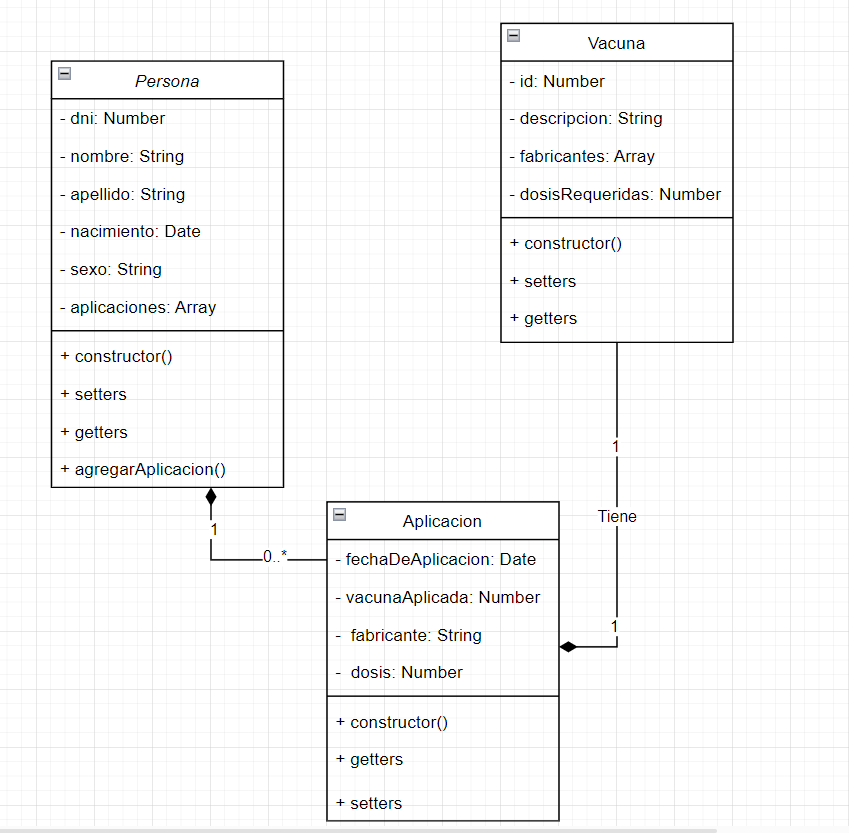 Persona
- dni: Number
- nombre: String
- apellido: String
- nacimiento: Date
- sexo: String
- aplicaciones: Array
+ constructor()
+ setters
+ getters
+ agregarAplicacion()
Vacuna
- id: Number
- descripcion: String
- fabricantes: Array
- dosisRequeridas: Number
+ constructor()
+ setters
+ getters
1
Tiene
1
1
0..*
Aplicacion
- fechaDeAplicacion: Date
- vacunaAplicada: Number
- fabricante: String
- dosis: Number
+ constructor()
+ getters
+ setters